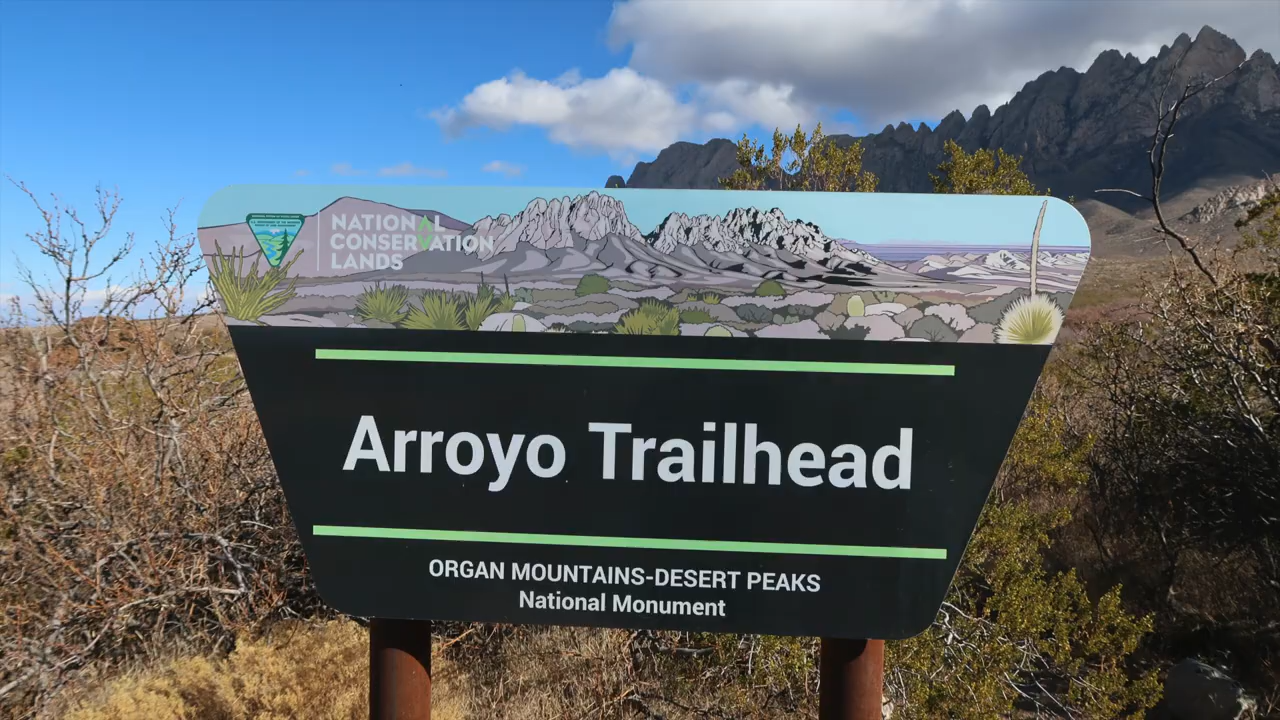 NATIONAL
CONSERVATION
LANDS
Arroyo Trailhead
ORGAN MOUNTAINS-DESERT PEAKS
National Monument